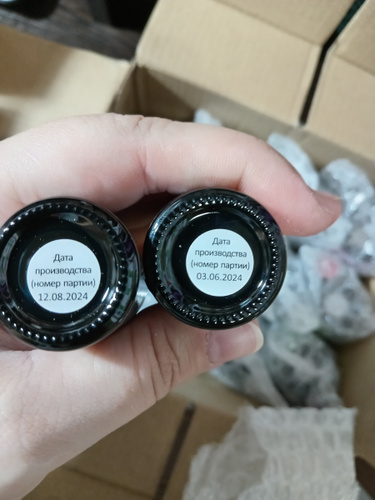 Дата
производства
(номер партии)
12.08.2024
Дата
производства
(номер партии)
03.06.2024